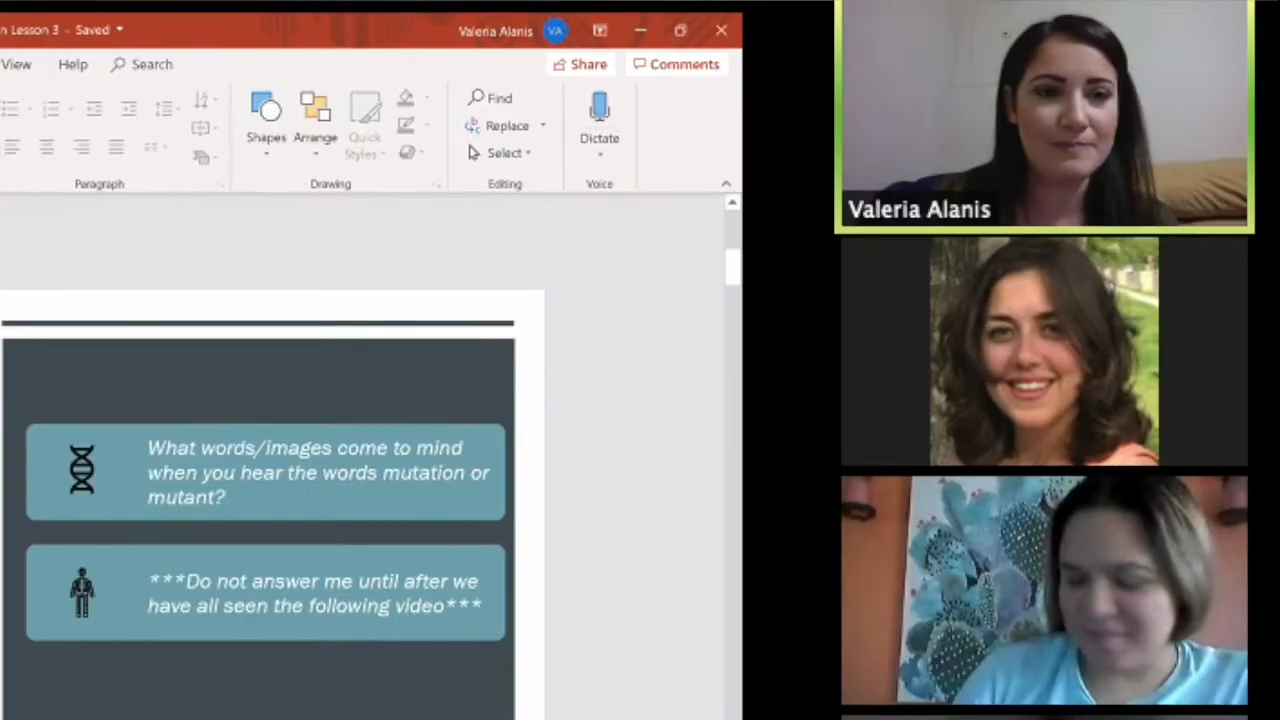 n Lesson 3 - Saved
Valeria Alanis
VA
View
Help
Search
Share
Comments
Shapes
Arrange
Quick
Styles
Find
Replace
Select
Dictate
Paragraph
Drawing
Editing
Voice
What words/images come to mind
when you hear the words mutation or
mutant?
***Do not answer me until after we
have all seen the following video***
Valeria Alanis